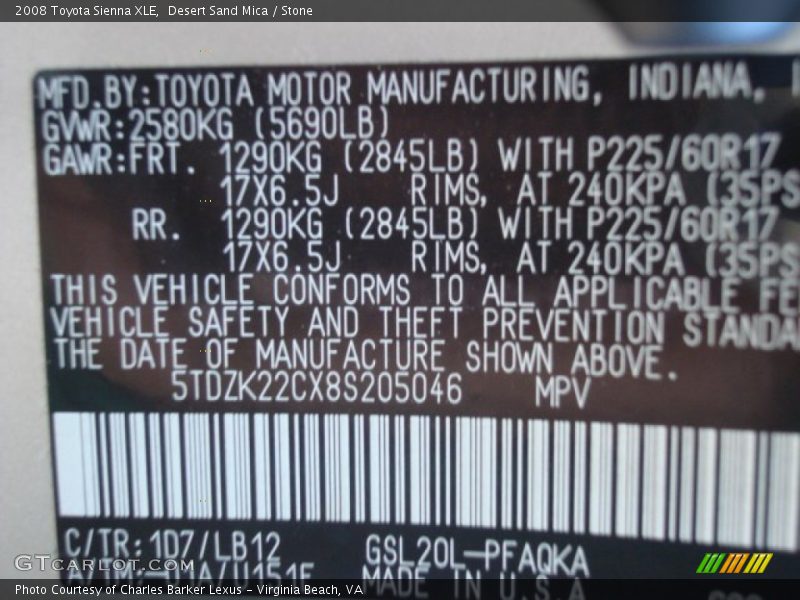 2008 Toyota Sienna XLE,  Desert Sand Mica / Stone
MFD.BY:TOYOTA MOTOR MANUFACTURING, INDIANA,
GVWR:2580KG (5690LB)
GAWR:FRT. 1290KG (2845LB) WITH P225/60R17
17X6.5J RIMS, AT 240KPA (35PS
RR. 1290KG (2845LB) WITH P225/60R17
17X6.5J RIMS, AT 240KPA (35PS
THIS VEHICLE CONFORMS TO ALL APPLICABLE FE
VEHICLE SAFETY AND THEFT PREVENTION STANDA
THE DATE OF MANUFACTURE SHOWN ABOVE.
5TDZK22CX8S205046 MPV
C/TR:1D7/LB12 GSL20L-PFAQKA
MADE IN U.S.A
GTcarlot.com
Photo Courtesy of Charles Barker Lexus - Virginia Beach, VA